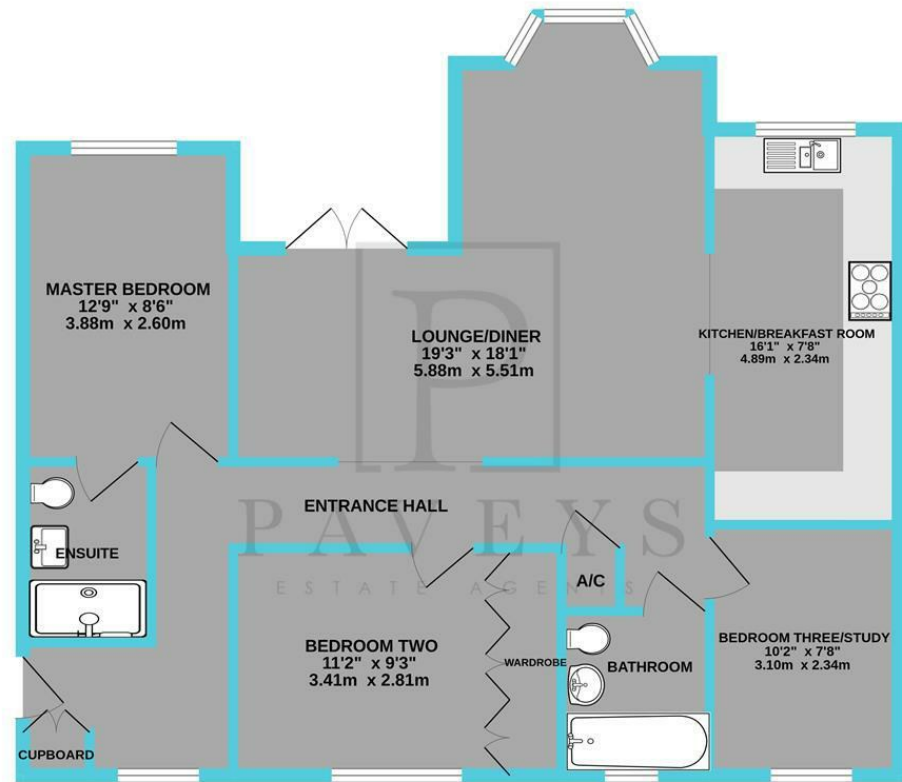 MASTER BEDROOM
12'9" x 8'6"
3.88m x 2.60m
LOUNGE/DINER
19'3" x 18'1"
5.88m x 5.51m
KITCHEN/BREAKFAST ROOM
16'1" x 7'8"
4.89m x 2.34m
P
ENTRANCE HALL
PAVEYS
ESTATE AGENTS
ENSUITE
A/C
BEDROOM TWO
11'2" x 9'3"
3.41m x 2.81m
WARDROBE
BATHROOM
BEDROOM THREE/STUDY
10'2" x 7'8"
3.10m x 2.34m
CUPBOARD